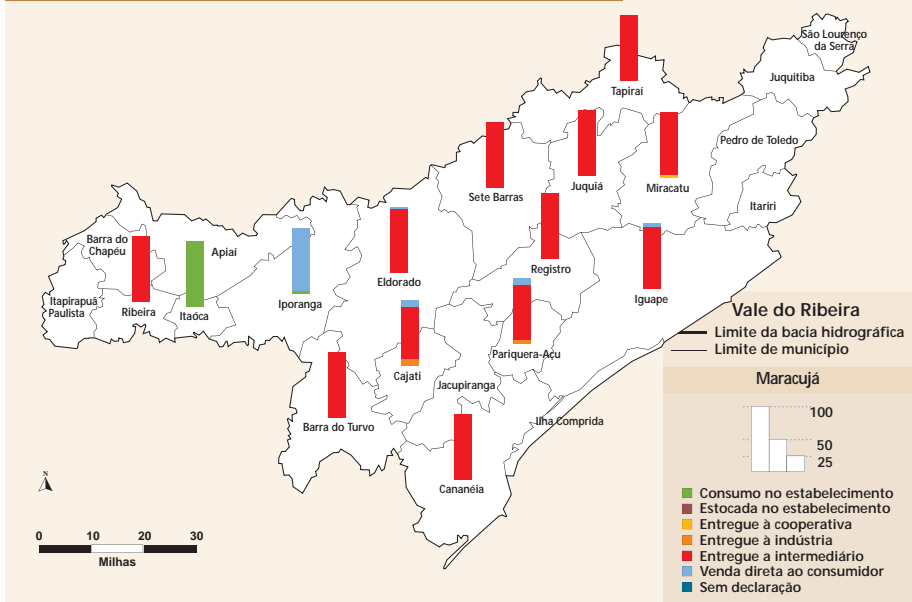 São Lourenço
da Serra
Juquitiba
Tapiraí
Pedro de Toledo
Juquiá
Miracatu
Sete Barras
Itariri
Barra do
Chapéu
Apiaí
Registro
Eldorado
Iguape
Itapirapuã
Paulista
Ribeira
Itaóca
Iporanga
Pariquera-Açu
Cajati
Jacupiranga
Barra do Turvo
Ilha Comprida
Cananéia
N
0 10 20 30
Milhas
Vale do Ribeira
Limite da bacia hidrográfica
Limite de município
Maracujá
100
50
25
Consumo no estabelecimento
Estocada no estabelecimento
Entregue à cooperativa
Entregue à indústria
Entregue a intermediário
Venda direta ao consumidor
Sem declaração